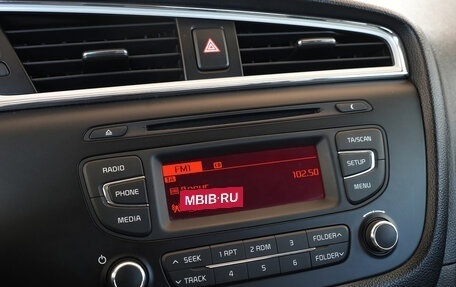 TA/SCAN
RADIO
FM1
SETUP
102.50
PHONE
MENU
MBIB.RU
MEDIA
SEEK 1 RPT 2 RDM 3 FOLDER
TRACK 4 5 6 FOLDER